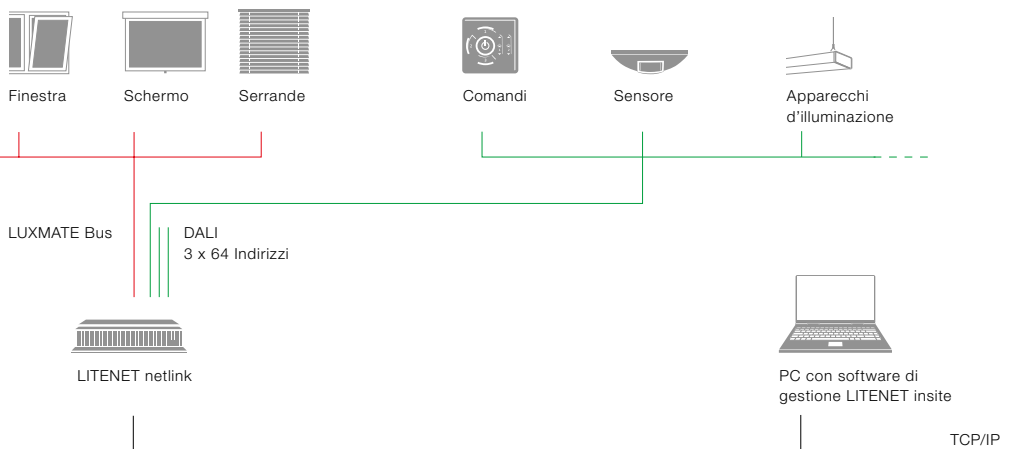 Finestra
Schermo
Serrande
Comandi
Sensore
Apparecchi
d'illuminazione
LUXMATE Bus
DALI
3 x 64 Indirizzi
LITENET netlink
PC con software di
gestione LITENET insite
TCP/IP